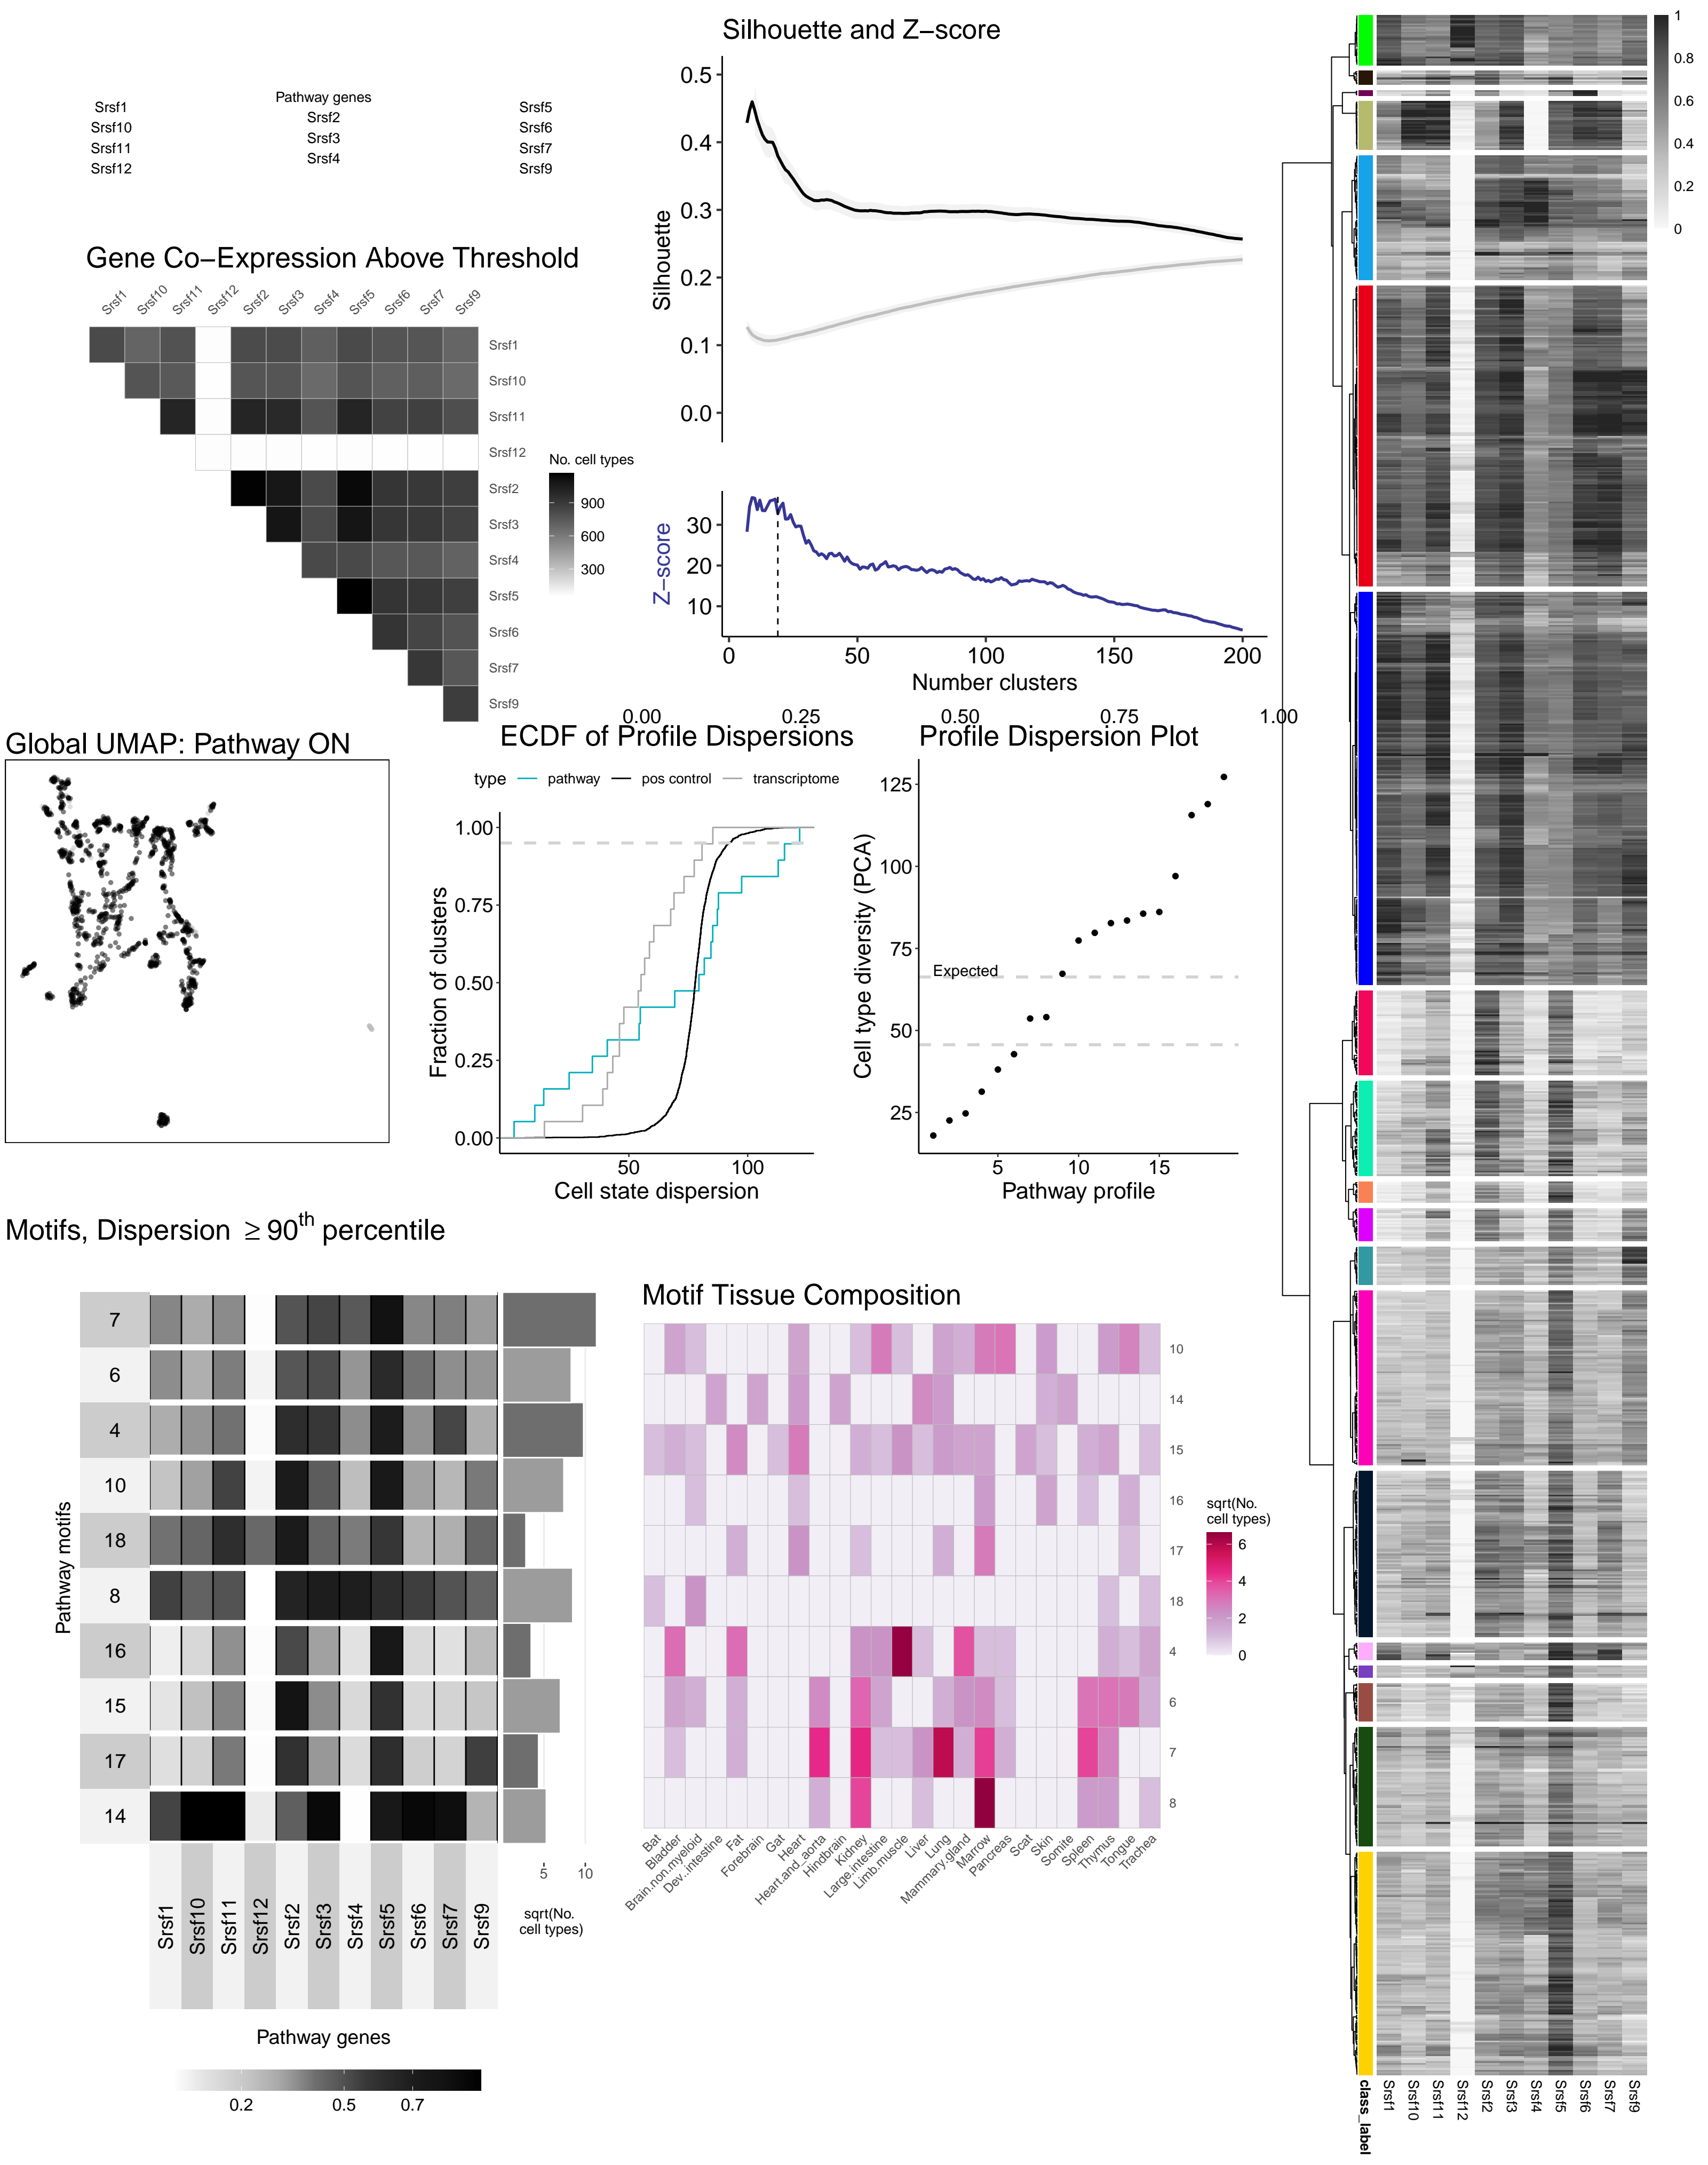 Pathway genes
Srsf1
Srsf10
Srsf11
Srsf12
Srsf2
Srsf3
Srsf4
Srsf5
Srsf6
Srsf7
Srsf9
Gene Co−Expression Above Threshold
Srsf1 Srsf10 Srsf11 Srsf12 Srsf2 Srsf3 Srsf4 Srsf5 Srsf6 Srsf7 Srsf9
Srsf1
Srsf10
Srsf11
Srsf12
Srsf2
Srsf3
Srsf4
Srsf5
Srsf6
Srsf7
Srsf9
No. cell types
900
600
300
Silhouette and Z−score
Silhouette
0.5
0.4
0.3
0.2
0.1
0.0
Z−score
30
20
10
0 50 100 150 200
Number clusters
0.00 0.25 0.50 0.75 1.00
Global UMAP: Pathway ON
ECDF of Profile Dispersions
type pathway pos control transcriptome
Fraction of clusters
1.00
0.75
0.50
0.25
0.00
50 100
Cell state dispersion
Profile Dispersion Plot
Cell type diversity (PCA)
125
100
75
50
25
Expected
5 10 15
Pathway profile
Motifs, Dispersion ≥ 90th percentile
Pathway motifs
7
6
4
10
18
8
16
15
17
14
5 10
sqrt(No.
cell types)
Srsf1 Srsf10 Srsf11 Srsf12 Srsf2 Srsf3 Srsf4 Srsf5 Srsf6 Srsf7 Srsf9
Pathway genes
0.2 0.5 0.7
Motif Tissue Composition
10
14
15
16
17
18
4
6
7
8
Bat Bladder Brain.non.myeloid Dev..intestine Fat Forebrain Gat Heart Heart.and_aorta Hindbrain Kidney Large.intestine Limb.muscle Liver Lung Mammary.gland Marrow Pancreas Scat Skin Somite Spleen Thymus Tongue Trachea
sqrt(No.
cell types)
6
4
2
0
1
0.8
0.6
0.4
0.2
0
class_label Srsf1 Srsf10 Srsf11 Srsf12 Srsf2 Srsf3 Srsf4 Srsf5 Srsf6 Srsf7 Srsf9